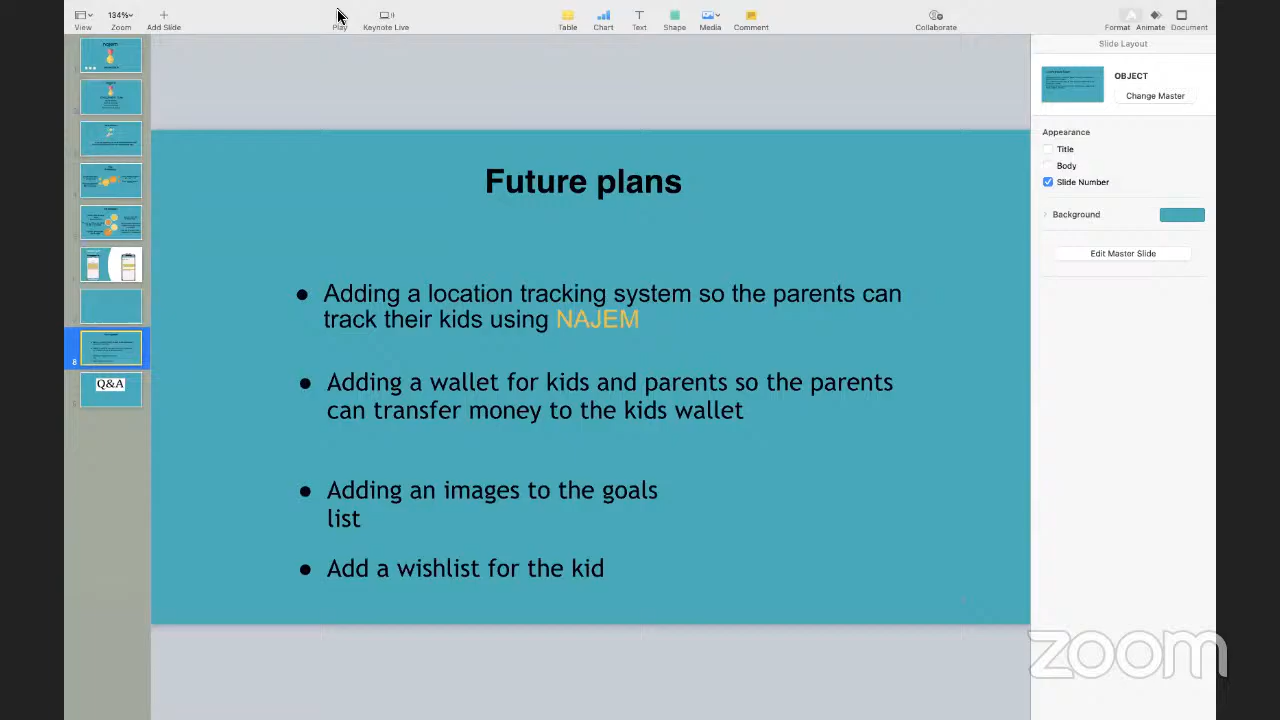 134%
View
Zoom
Add Slide
Play
Keynote Live
Table
Chart
Text
Shape
Media
Comment
Collaborate
Format
Animate
Document
Slide Layout
OBJECT
Change Master
Appearance
Title
Body
Slide Number
Background
Edit Master Slide
najem
8
Q&A
Future plans
● Adding a location tracking system so the parents can
track their kids using NAJEM
● Adding a wallet for kids and parents so the parents
can transfer money to the kids wallet
● Adding an images to the goals
list
● Add a wishlist for the kid
zoom